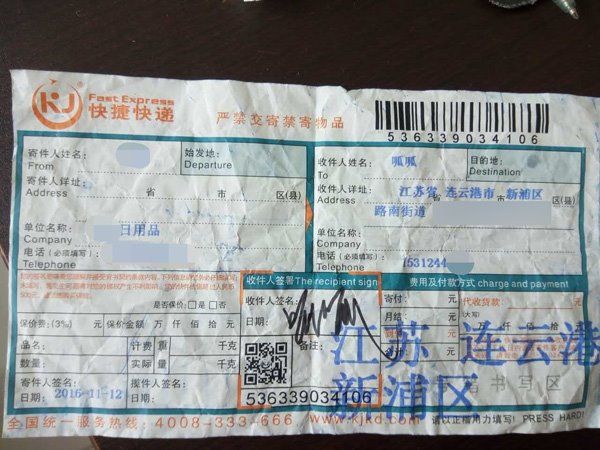 KJ
Fast Express
快捷快递
严禁交寄禁寄物品
536339034106
寄件人姓名:
From
始发地:
Departure
收件人姓名:
To
呱呱
目的地:
Destination
寄件人详址:
Address
省 市 区(县)
收件人详址:
Address
江苏省 连云港市 新浦区
路南街道
单位名称:
Company
日用品
电话(必须填写)
Telephone
单位名称:
Company
电话(必须填写)
Telephone
1531244
收件人签署The recipient sign
费用及付款方式 charge and payment
是否保价: 是 否
保价费:(3%) 元 保价金额 万 仟 佰 拾 元
品名: 计费重 千克
数量: 实际量 千克
寄件人签名:
日期: 2016-11-12
揽件人签名:
日期:
收件人签名:
日期:
备注:
536339034106
寄付: 元
月结 元
代收货款:
(大写)
江苏 连云港
新浦区
书写区
全国统一服务热线: 4008-333-666 www.kjkd.com 请以正楷用力填写! PRESS HARD!